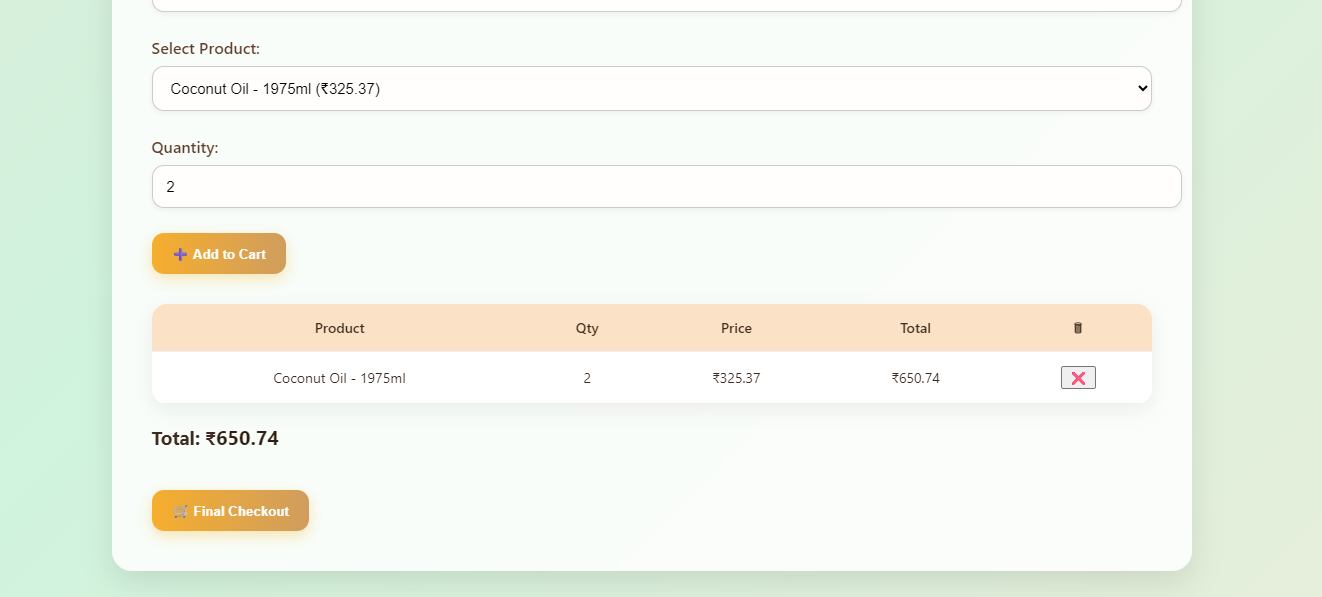 Select Product:
Coconut Oil - 1975ml (₹325.37)
Quantity:
2
➕ Add to Cart
Product Qty Price Total 🗑
Coconut Oil - 1975ml 2 ₹325.37 ₹650.74 ❌
Total: ₹650.74
🛒 Final Checkout